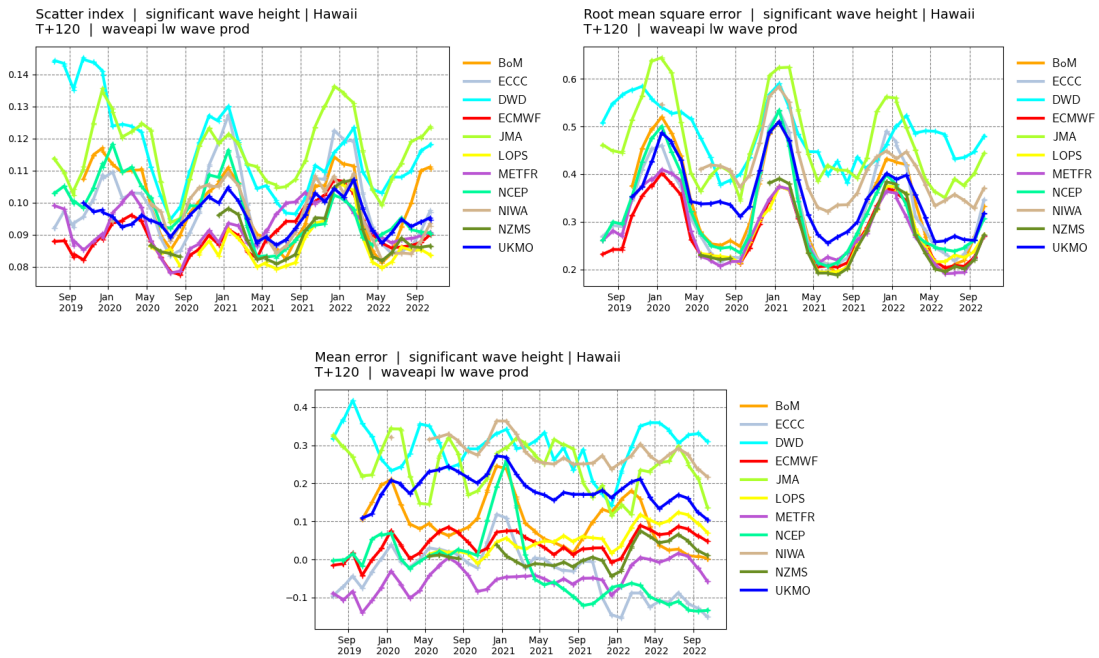 Scatter index | significant wave height | Hawaii
T+120 | waveapi lw wave prod
0.14
0.13
0.12
0.11
0.10
0.09
0.08
Sep
2019
Jan
2020
May
2020
Sep
2020
Jan
2021
May
2021
Sep
2021
Jan
2022
May
2022
Sep
2022
BoM
ECCC
DWD
ECMWF
JMA
LOPS
METFR
NCEP
NIWA
NZMS
UKMO
Root mean square error | significant wave height | Hawaii
T+120 | waveapi lw wave prod
0.6
0.5
0.4
0.3
0.2
Sep
2019
Jan
2020
May
2020
Sep
2020
Jan
2021
May
2021
Sep
2021
Jan
2022
May
2022
Sep
2022
BoM
ECCC
DWD
ECMWF
JMA
LOPS
METFR
NCEP
NIWA
NZMS
UKMO
Mean error | significant wave height | Hawaii
T+120 | waveapi lw wave prod
0.4
0.3
0.2
0.1
0.0
−0.1
Sep
2019
Jan
2020
May
2020
Sep
2020
Jan
2021
May
2021
Sep
2021
Jan
2022
May
2022
Sep
2022
BoM
ECCC
DWD
ECMWF
JMA
LOPS
METFR
NCEP
NIWA
NZMS
UKMO